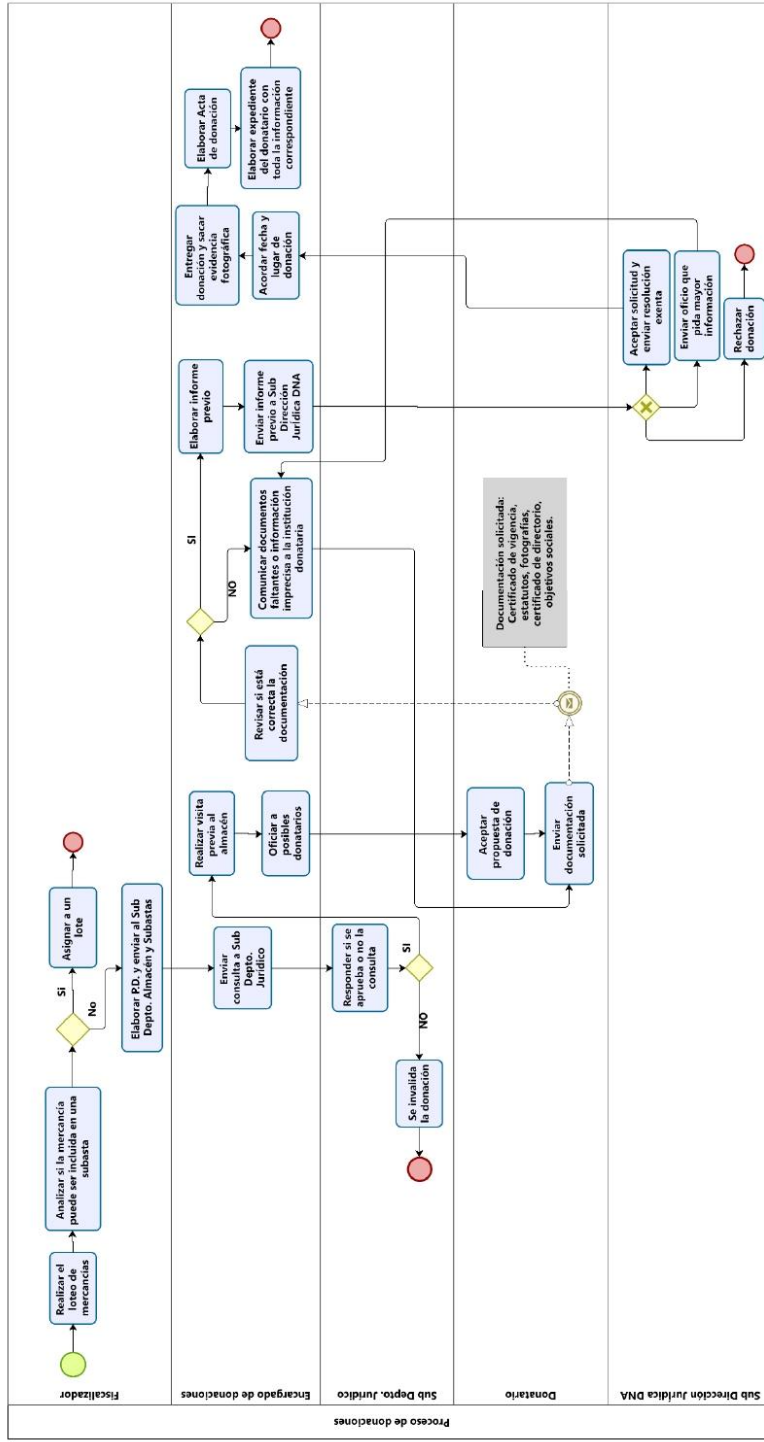 Proceso de donaciones
Fiscalizador
Realizar el
loteo de
mercancías
Analizar si la mercancía
puede ser incluida en una
subasta
Si
Asignar a un
lote
No
Elaborar P.D. y enviar al Sub
Depto. Almacén y Subastas
Encargado de donaciones
Enviar
consulta a Sub
Depto.
Jurídico
Realizar visita
previa al
almacén
Oficiar a
posibles
donatarios
Revisar si está
correcta la
documentación
SI
NO
Elaborar informe
previo
Enviar informe
previo a Sub
Dirección
Jurídica DNA
Comunicar documentos
faltantes o información
imprecisa a la institución
donataria
Acordar fecha y
lugar de
donación
Entregar
donación y sacar
evidencia
fotográfica
Elaborar Acta
de donación
Elaborar expediente
del donatario con
toda la información
correspondiente
Sub Depto. Jurídico
Responder si se
aprueba o no la
consulta
SI
NO
Se invalida
la donación
Donatario
Aceptar
propuesta de
donación
Enviar
documentación
solicitada
Documentación solicitada:
Certificado de vigencia,
estatutos, fotografías,
certificado de directorio,
objetivos sociales.
Sub Dirección Jurídica DNA
Aceptar solicitud y
enviar resolución
exenta
Enviar oficio que
pida mayor
información
Rechazar
donación